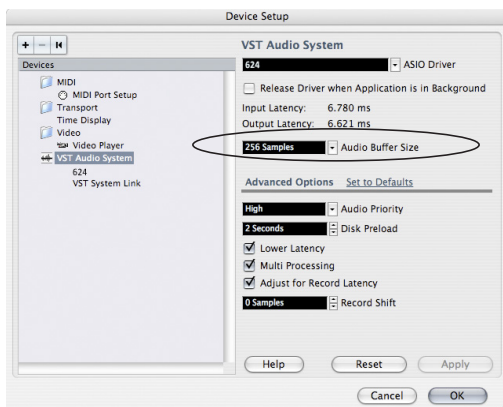 Device Setup
+ − I◄
Devices
MIDI
MIDI Port Setup
Transport
Time Display
Video
Video Player
VST Audio System
624
VST System Link
VST Audio System
624 ASIO Driver
Release Driver when Application is in Background
Input Latency: 6.780 ms
Output Latency: 6.621 ms
256 Samples Audio Buffer Size
Advanced Options Set to Defaults
High Audio Priority
2 Seconds Disk Preload
Lower Latency
Multi Processing
Adjust for Record Latency
0 Samples Record Shift
Help Reset Apply
Cancel OK